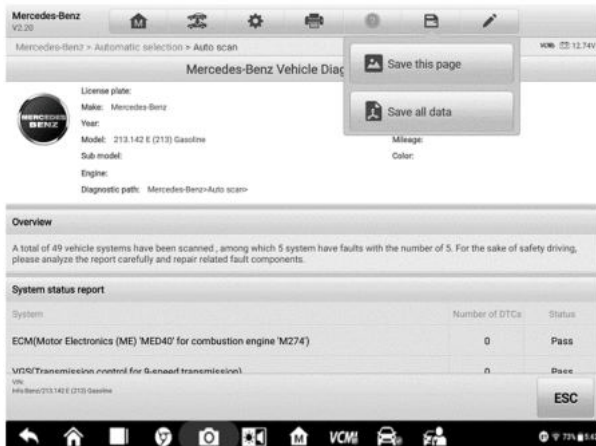 Mercedes-Benz
V2.20
Mercedes-Benz > Automatic selection > Auto scan
12.74V
Mercedes-Benz Vehicle Diag
Save this page
Save all data
MERCEDES
BENZ
License plate:
Make: Mercedes-Benz
Year:
Model: 213.142 E (213) Gasoline
Mileage:
Sub model:
Color:
Engine:
Diagnostic path: Mercedes-Benz>Auto scan>
Overview
A total of 49 vehicle systems have been scanned , among which 5 system have faults with the number of 5. For the sake of safety driving,
please analyze the report carefully and repair related fault components.
System status report
System Number of DTCs Status
ECM(Motor Electronics (ME) 'MED40' for combustion engine 'M274') 0 Pass
VGS(Transmission control for 9-speed transmission) 0 Pass
VIN:
Info:Benz/213.142 E (213) Gasoline
ESC
M
VCMI
73%